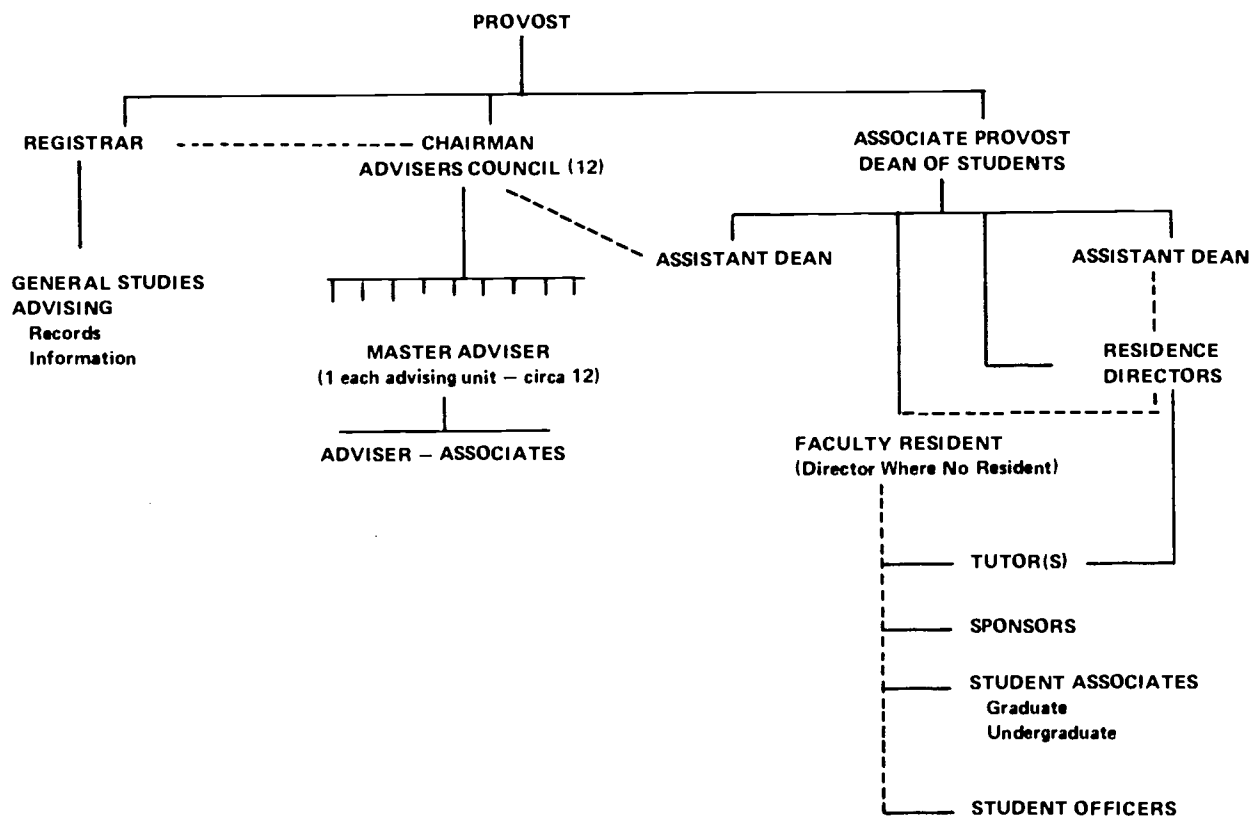 PROVOST
REGISTRAR
CHAIRMAN
ADVISERS COUNCIL (12)
ASSOCIATE PROVOST
DEAN OF STUDENTS
ASSISTANT DEAN
ASSISTANT DEAN
GENERAL STUDIES
ADVISING
Records
Information
MASTER ADVISER
(1 each advising unit – circa 12)
ADVISER – ASSOCIATES
RESIDENCE
DIRECTORS
FACULTY RESIDENT
(Director Where No Resident)
TUTOR(S)
SPONSORS
STUDENT ASSOCIATES
Graduate
Undergraduate
STUDENT OFFICERS